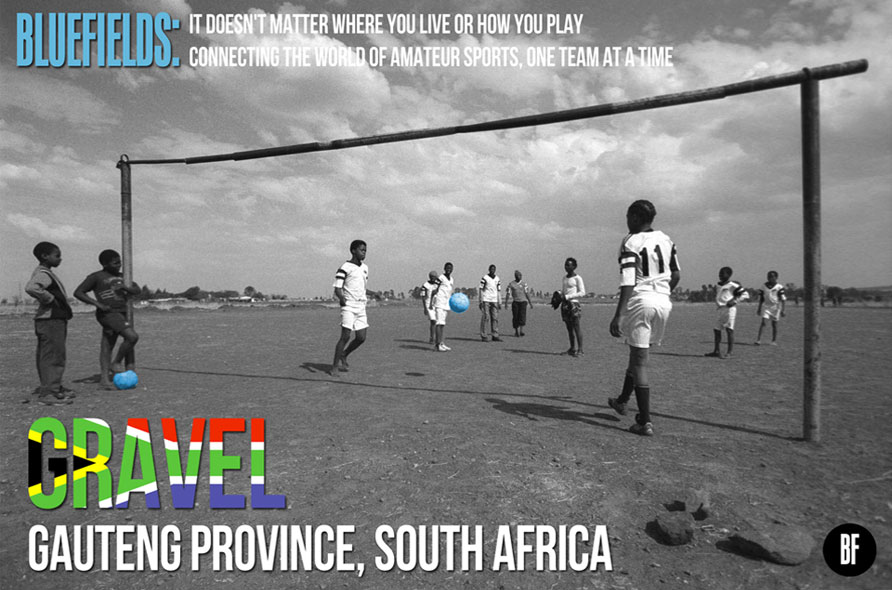 BLUEFIELDS:
IT DOESN'T MATTER WHERE YOU LIVE OR HOW YOU PLAY
CONNECTING THE WORLD OF AMATEUR SPORTS, ONE TEAM AT A TIME
11
GRAVEL
GAUTENG PROVINCE, SOUTH AFRICA
BF